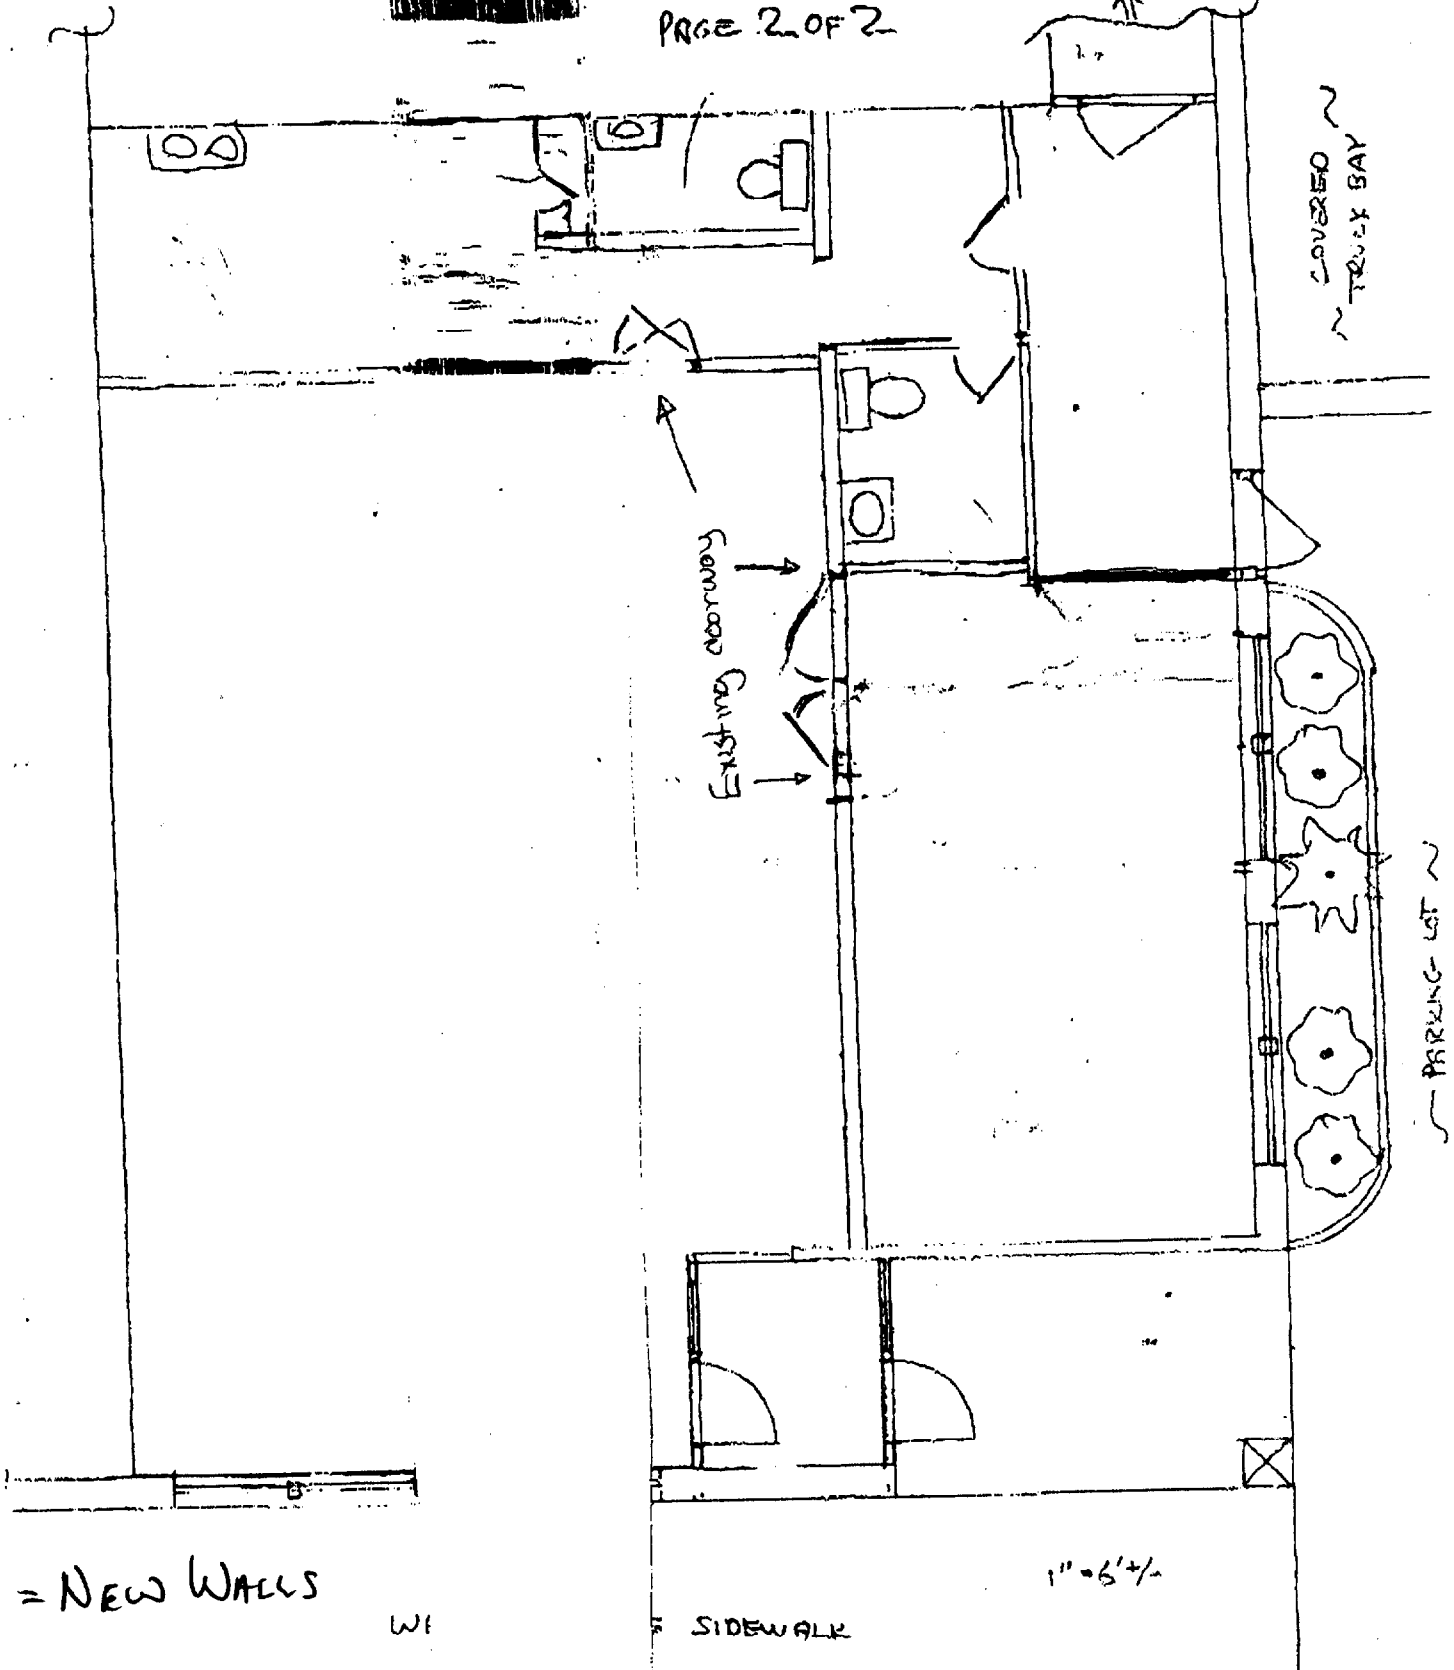 PAGE 2 OF 2
COVERED
TRUCK BAY
Existing doorway
PARKING LOT
= NEW WALLS
1" = 6' +/-
SIDEWALK